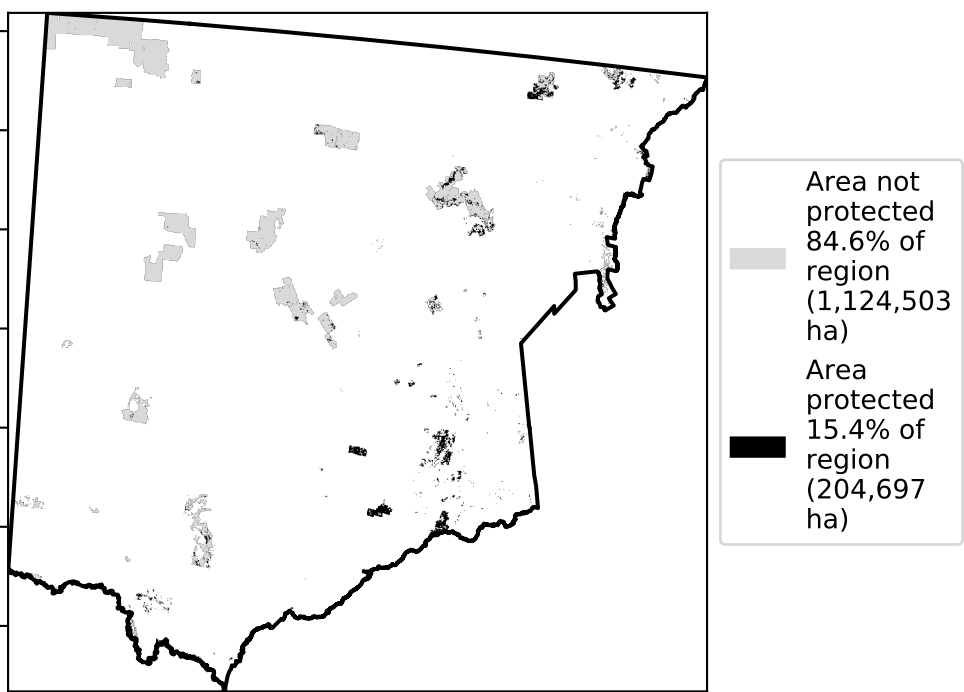 Area not
protected
84.6% of
region
(1,124,503
ha)
Area
protected
15.4% of
region
(204,697
ha)